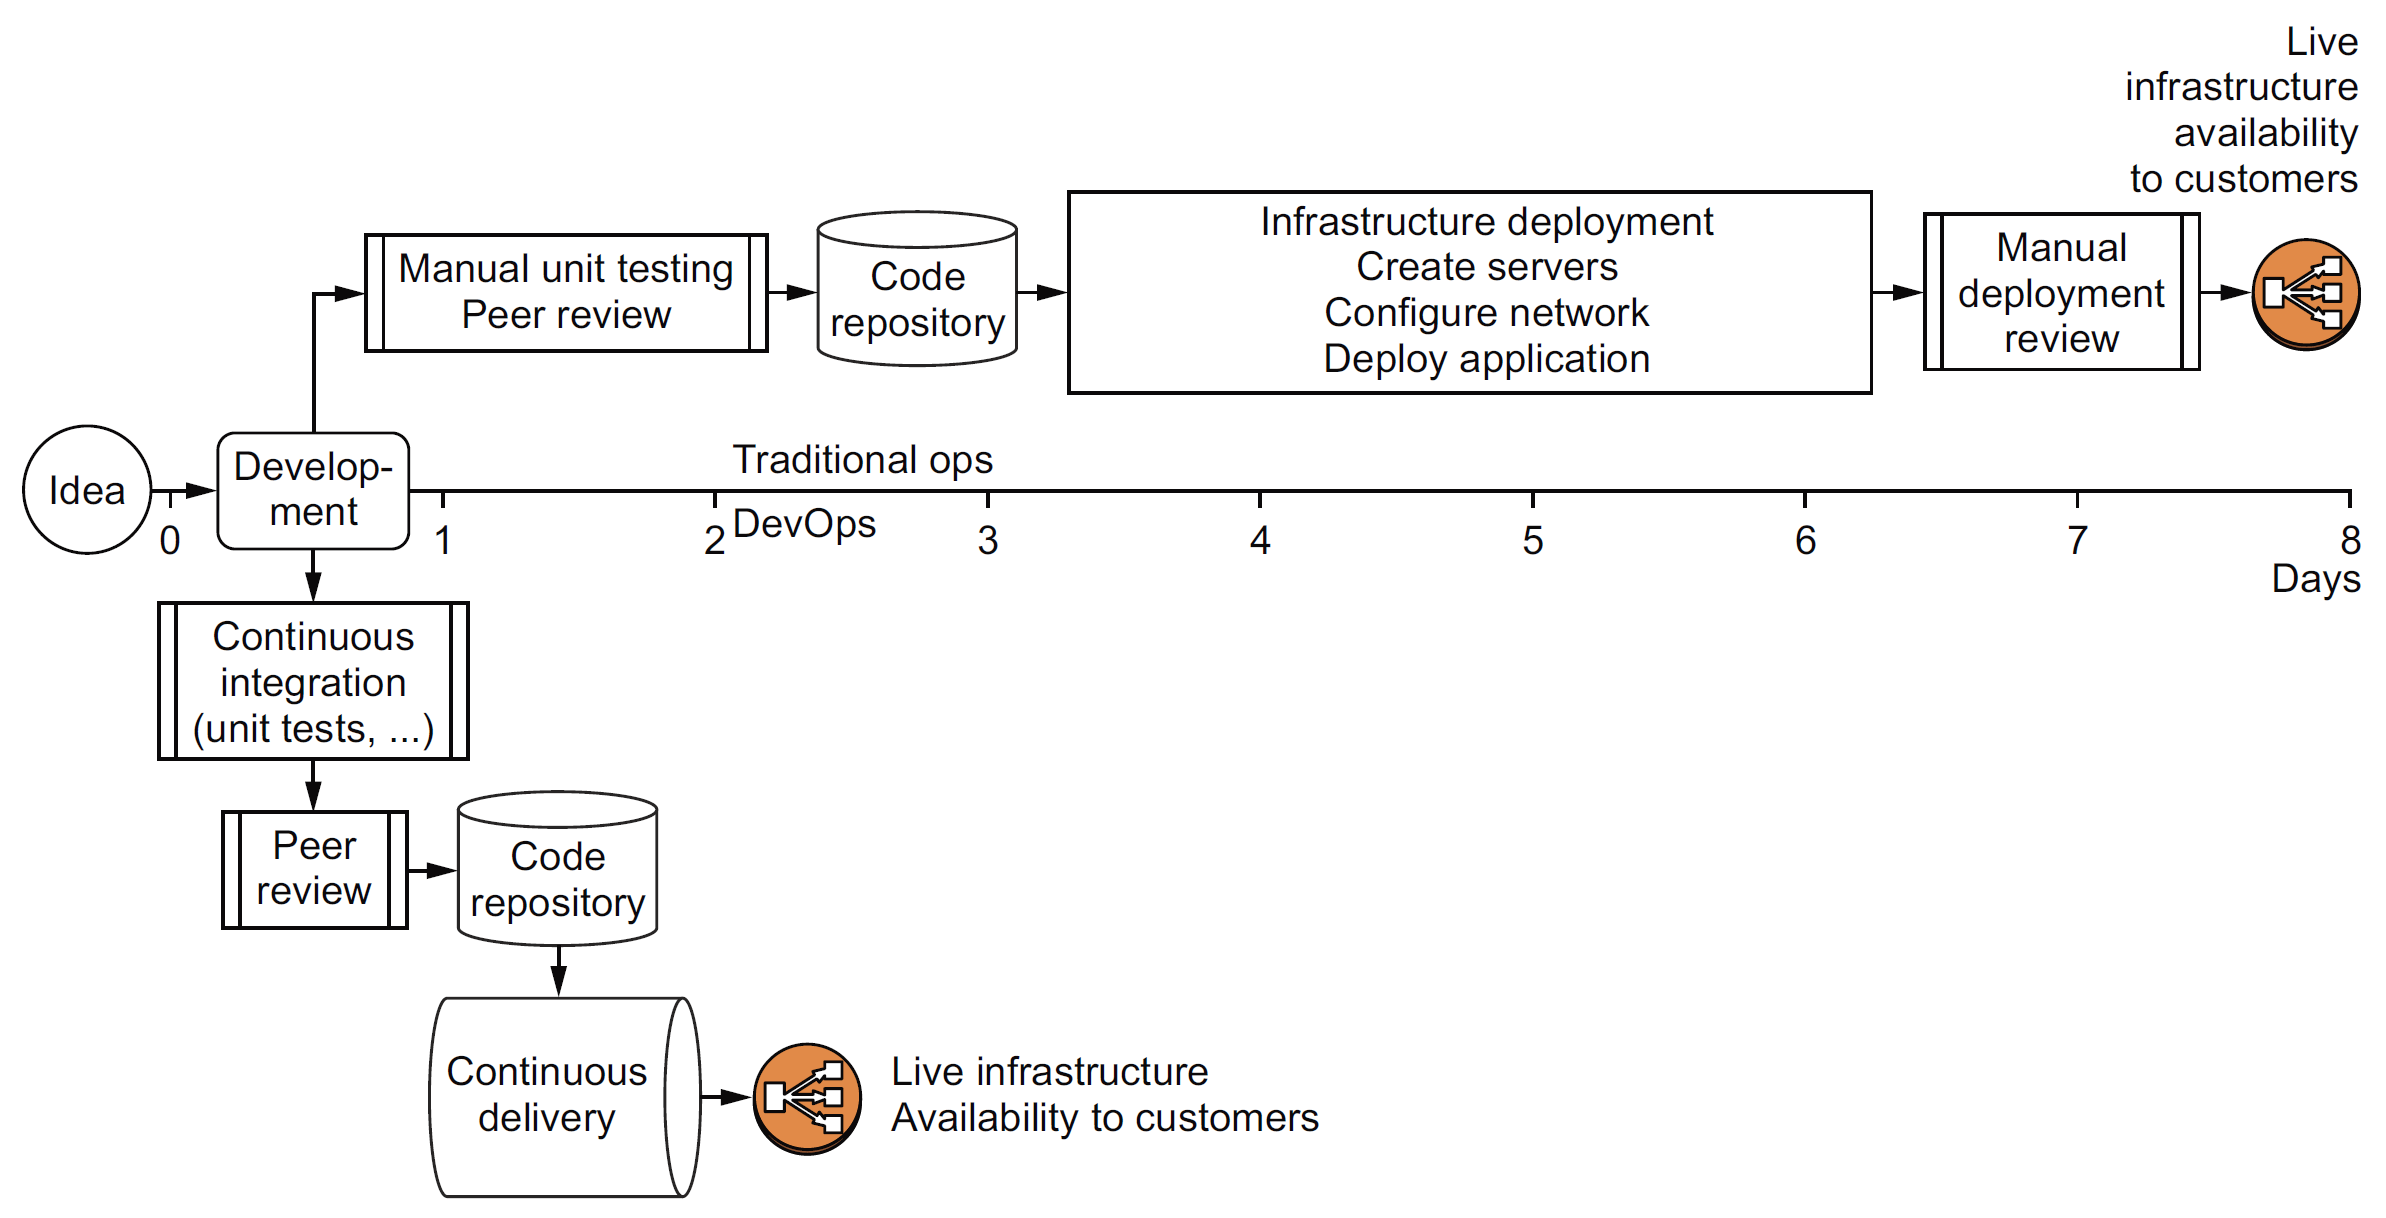 Live
infrastructure
availability
to customers
Manual unit testing
Peer review
Code
repository
Infrastructure deployment
Create servers
Configure network
Deploy application
Manual
deployment
review
Idea
Develop-
ment
Traditional ops
DevOps
0 1 2 3 4 5 6 7 8
Days
Continuous
integration
(unit tests, ...)
Peer
review
Code
repository
Continuous
delivery
Live infrastructure
Availability to customers